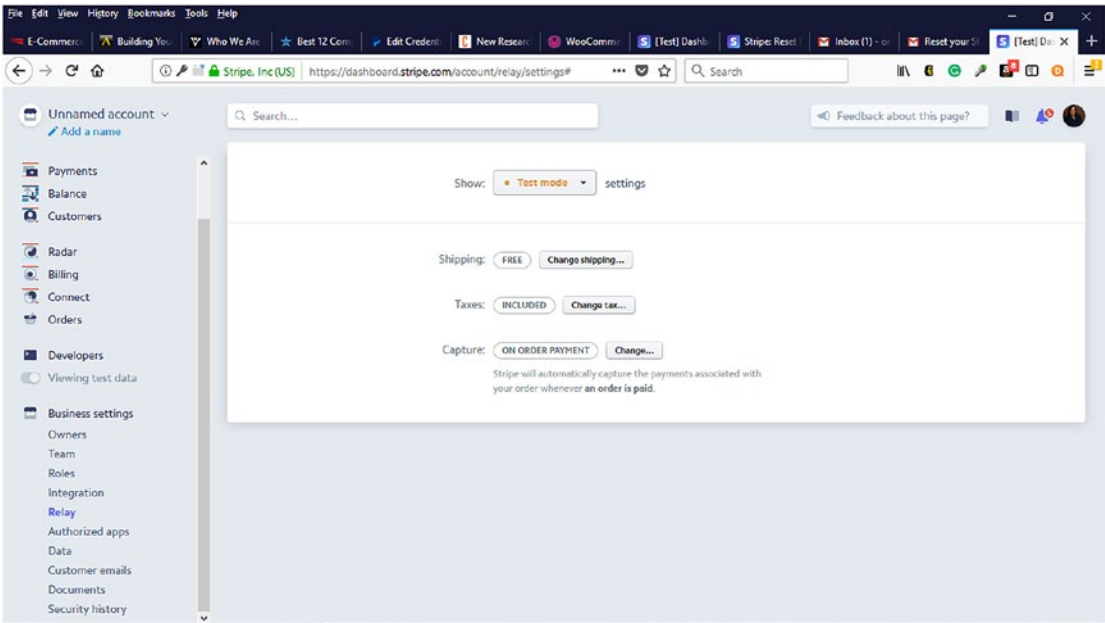 File Edit View History Bookmarks Tools Help
E-Commerc Building You Who We Are Best 12 Com Edit Credent New Researc WooComme [Test] Dashb Stripe: Reset Inbox (1) - or Reset your St [Test] Das
Stripe, Inc (US) https://dashboard.stripe.com/account/relay/settings# Search
Unnamed account
Add a name
Search...
Feedback about this page?
Payments
Balance
Customers
Radar
Billing
Connect
Orders
Developers
Viewing test data
Business settings
Owners
Team
Roles
Integration
Relay
Authorized apps
Data
Customer emails
Documents
Security history
Show: Test mode settings
Shipping: FREE Change shipping...
Taxes: INCLUDED Change tax...
Capture: ON ORDER PAYMENT Change...
Stripe will automatically capture the payments associated with
your order whenever an order is paid.